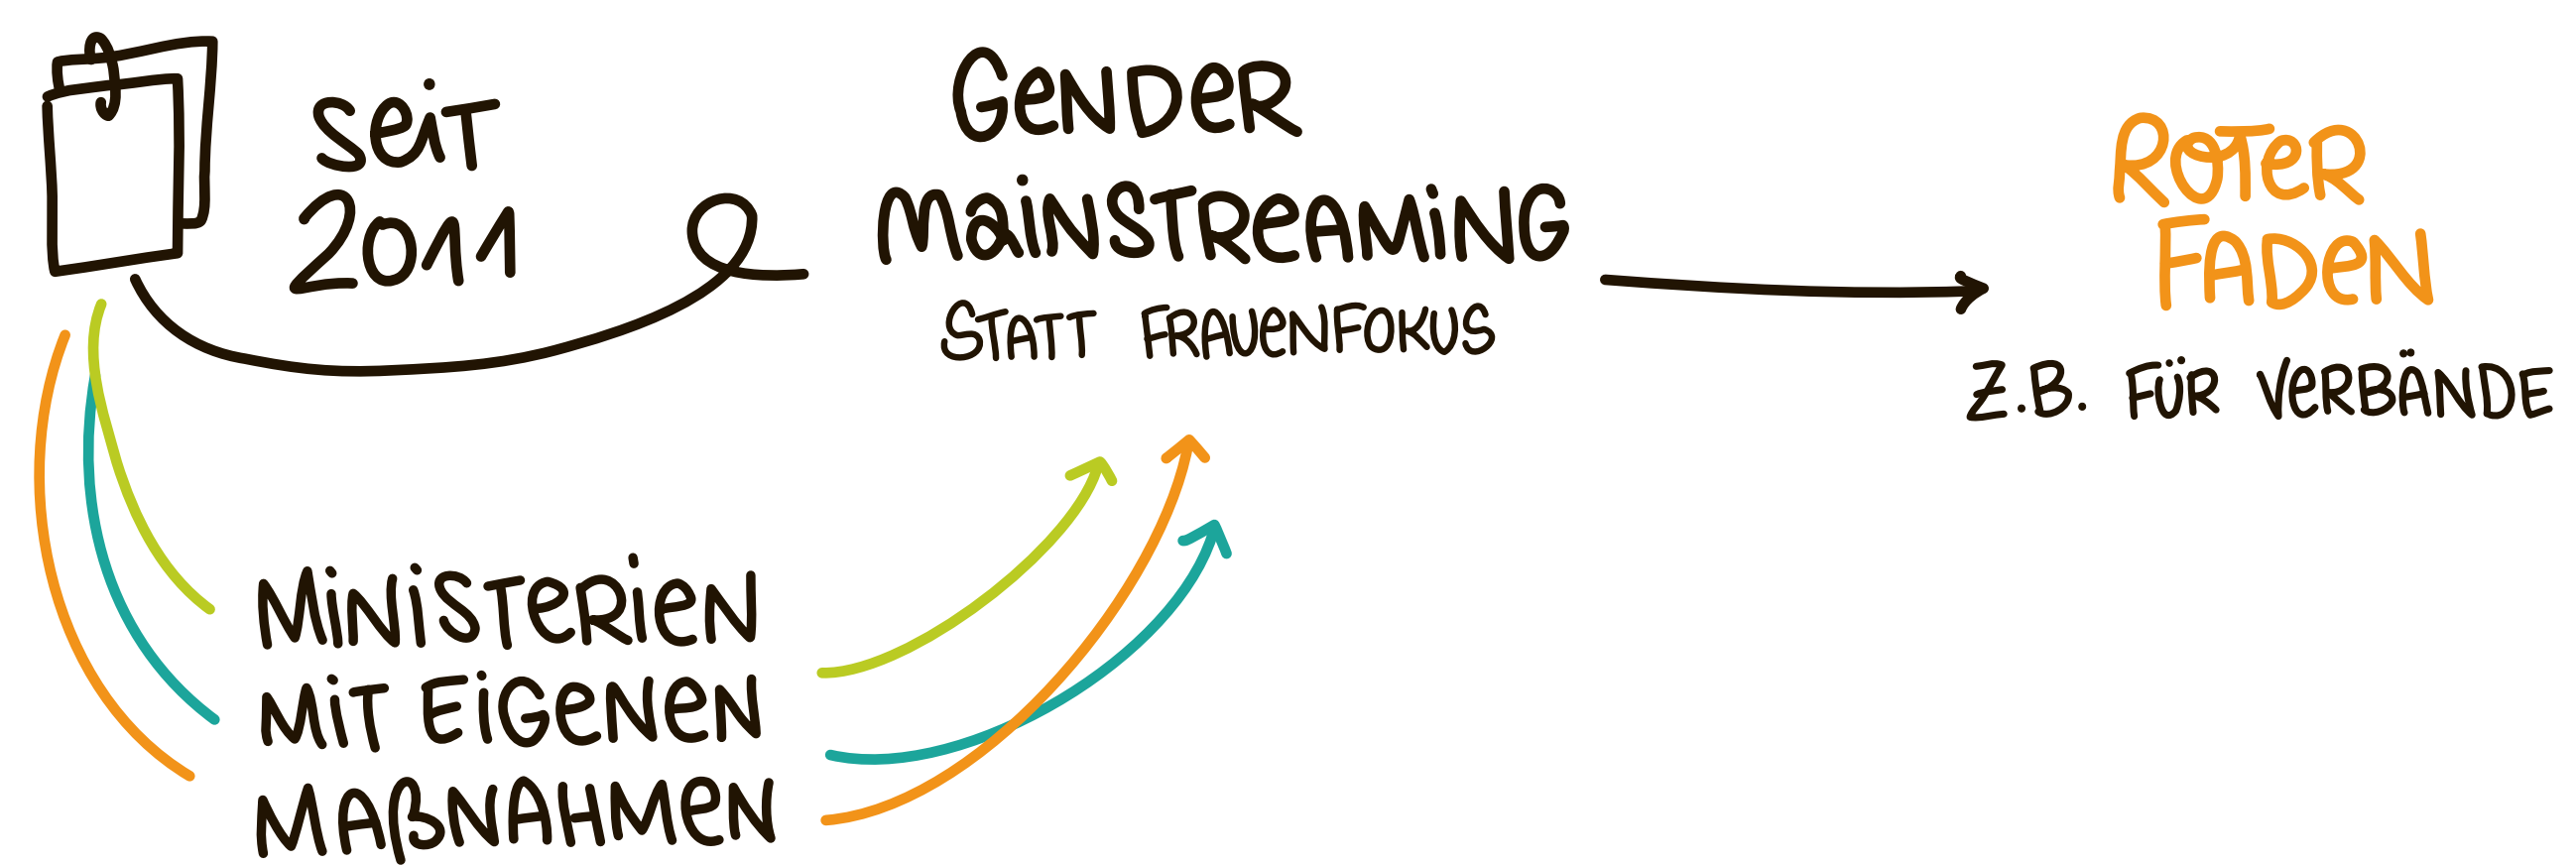 SEIT
2011
GENDER
MAINSTREAMING
STATT FRAUENFOKUS
ROTER
FADEN
Z.B. FÜR VERBÄNDE
MINISTERIEN
MIT EIGENEN
MAßNAHMEN